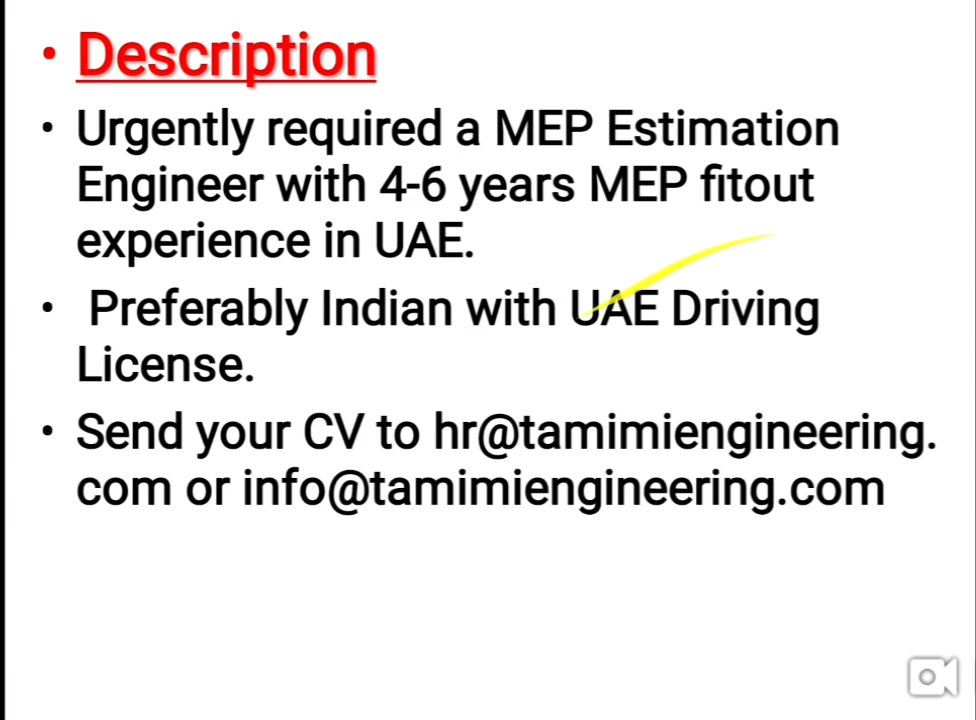 • Description
• Urgently required a MEP Estimation
Engineer with 4-6 years MEP fitout
experience in UAE.
• Preferably Indian with UAE Driving
License.
• Send your CV to hr@tamimiengineering.
com or info@tamimiengineering.com